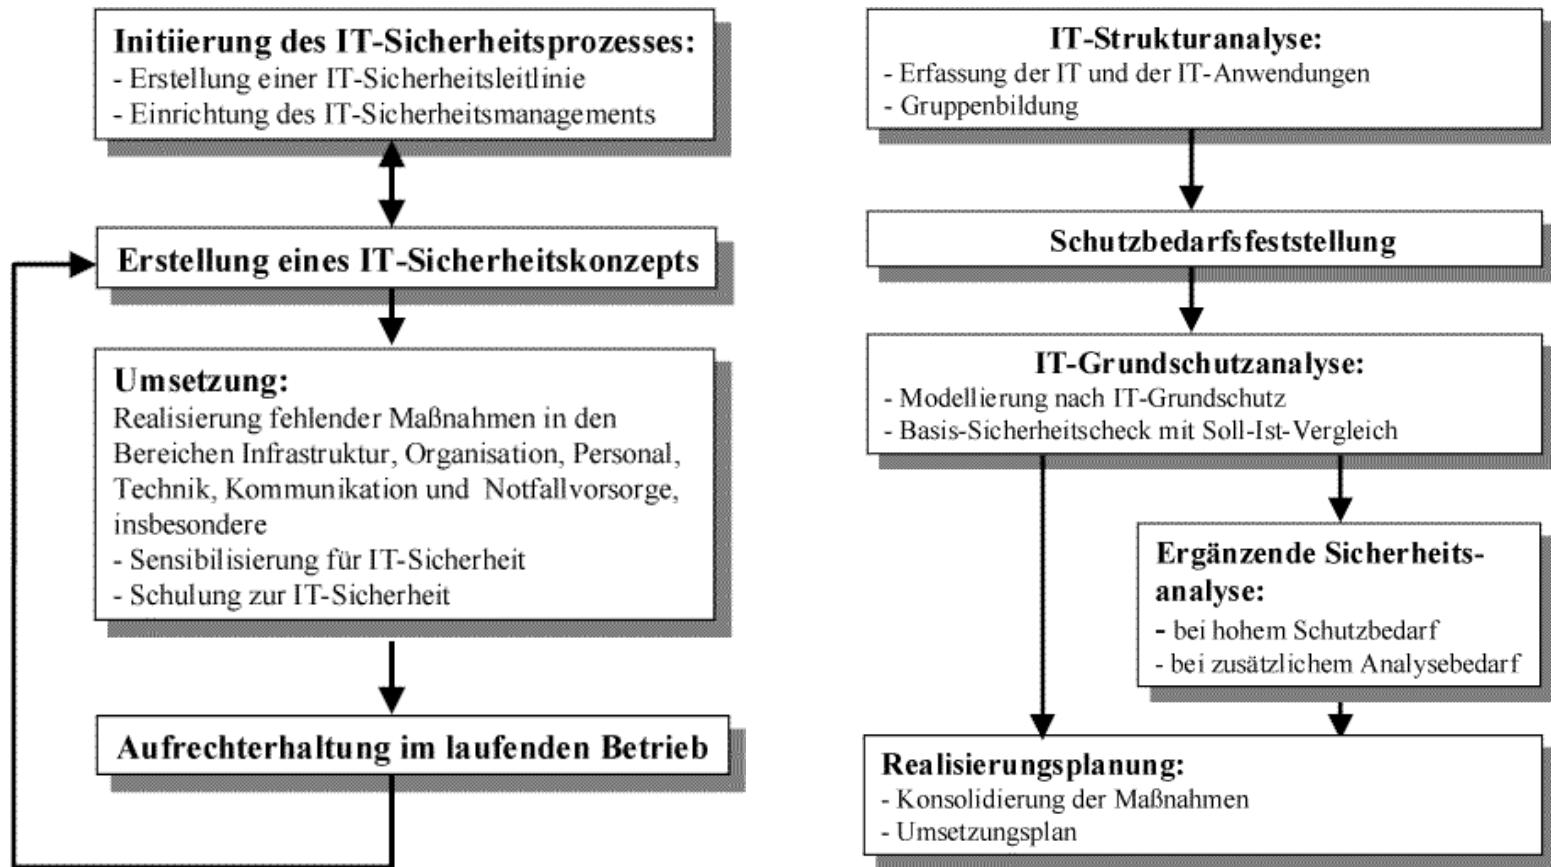 Initiierung des IT-Sicherheitsprozesses:
- Erstellung einer IT-Sicherheitsleitlinie
- Einrichtung des IT-Sicherheitsmanagements
Erstellung eines IT-Sicherheitskonzepts
Umsetzung:
Realisierung fehlender Maßnahmen in den
Bereichen Infrastruktur, Organisation, Personal,
Technik, Kommunikation und Notfallvorsorge,
insbesondere
- Sensibilisierung für IT-Sicherheit
- Schulung zur IT-Sicherheit
Aufrechterhaltung im laufenden Betrieb
IT-Strukturanalyse:
- Erfassung der IT und der IT-Anwendungen
- Gruppenbildung
Schutzbedarfsfeststellung
IT-Grundschutzanalyse:
- Modellierung nach IT-Grundschutz
- Basis-Sicherheitscheck mit Soll-Ist-Vergleich
Ergänzende Sicherheits-
analyse:
- bei hohem Schutzbedarf
- bei zusätzlichem Analysebedarf
Realisierungsplanung:
- Konsolidierung der Maßnahmen
- Umsetzungsplan